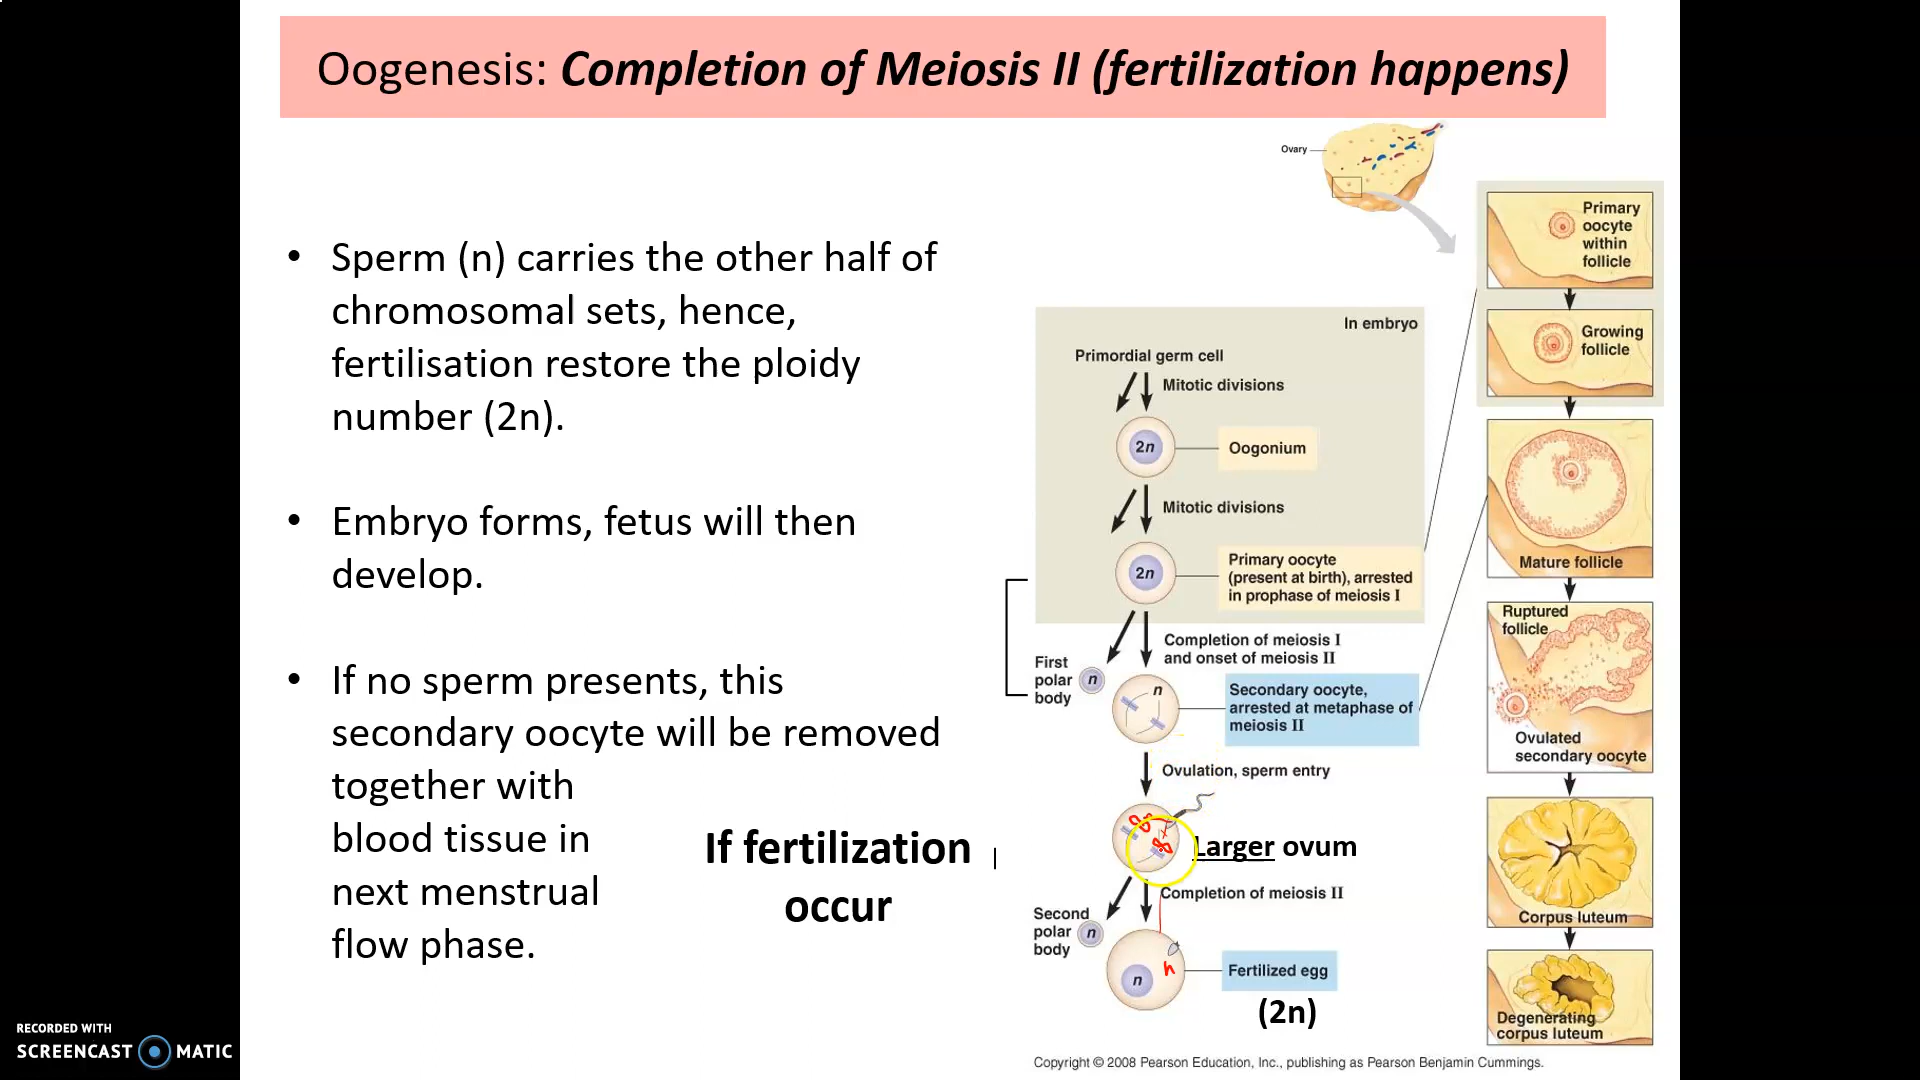 Oogenesis: Completion of Meiosis II (fertilization happens)
• Sperm (n) carries the other half of
chromosomal sets, hence,
fertilisation restore the ploidy
number (2n).
• Embryo forms, fetus will then
develop.
• If no sperm presents, this
secondary oocyte will be removed
together with
blood tissue in
next menstrual
flow phase.
If fertilization
occur
Ovary
In embryo
Primordial germ cell
Mitotic divisions
2n
Oogonium
Mitotic divisions
2n
Primary oocyte
(present at birth), arrested
in prophase of meiosis I
Completion of meiosis I
and onset of meiosis II
First
polar
body
n
n
Secondary oocyte,
arrested at metaphase of
meiosis II
Ovulation, sperm entry
Larger ovum
Completion of meiosis II
Second
polar
body
n
n
n
Fertilized egg
(2n)
Primary
oocyte
within
follicle
Growing
follicle
Mature follicle
Ruptured
follicle
Ovulated
secondary oocyte
Corpus luteum
Degenerating
corpus luteum
Copyright © 2008 Pearson Education, Inc., publishing as Pearson Benjamin Cummings.
RECORDED WITH
SCREENCAST MATIC